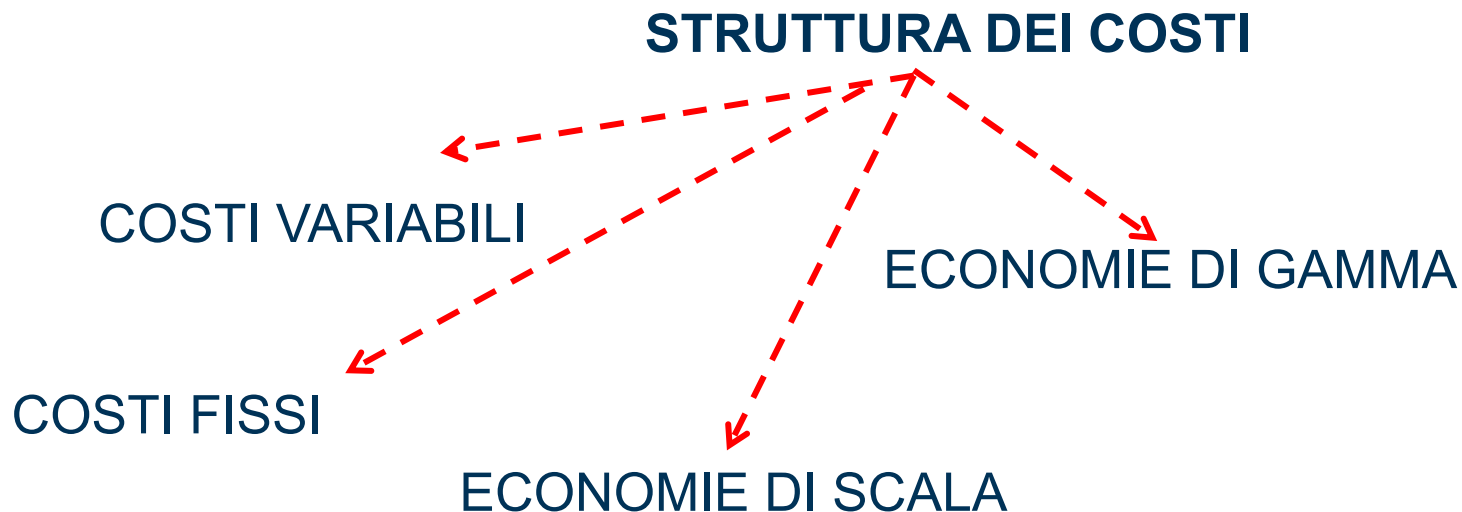 STRUTTURA DEI COSTI
COSTI VARIABILI
ECONOMIE DI GAMMA
COSTI FISSI
ECONOMIE DI SCALA